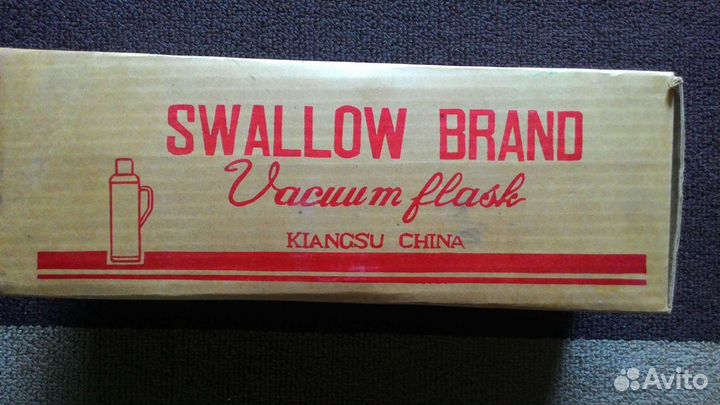 SWALLOW BRAND
Vacuum flask
KIANGSU CHINA
Avito